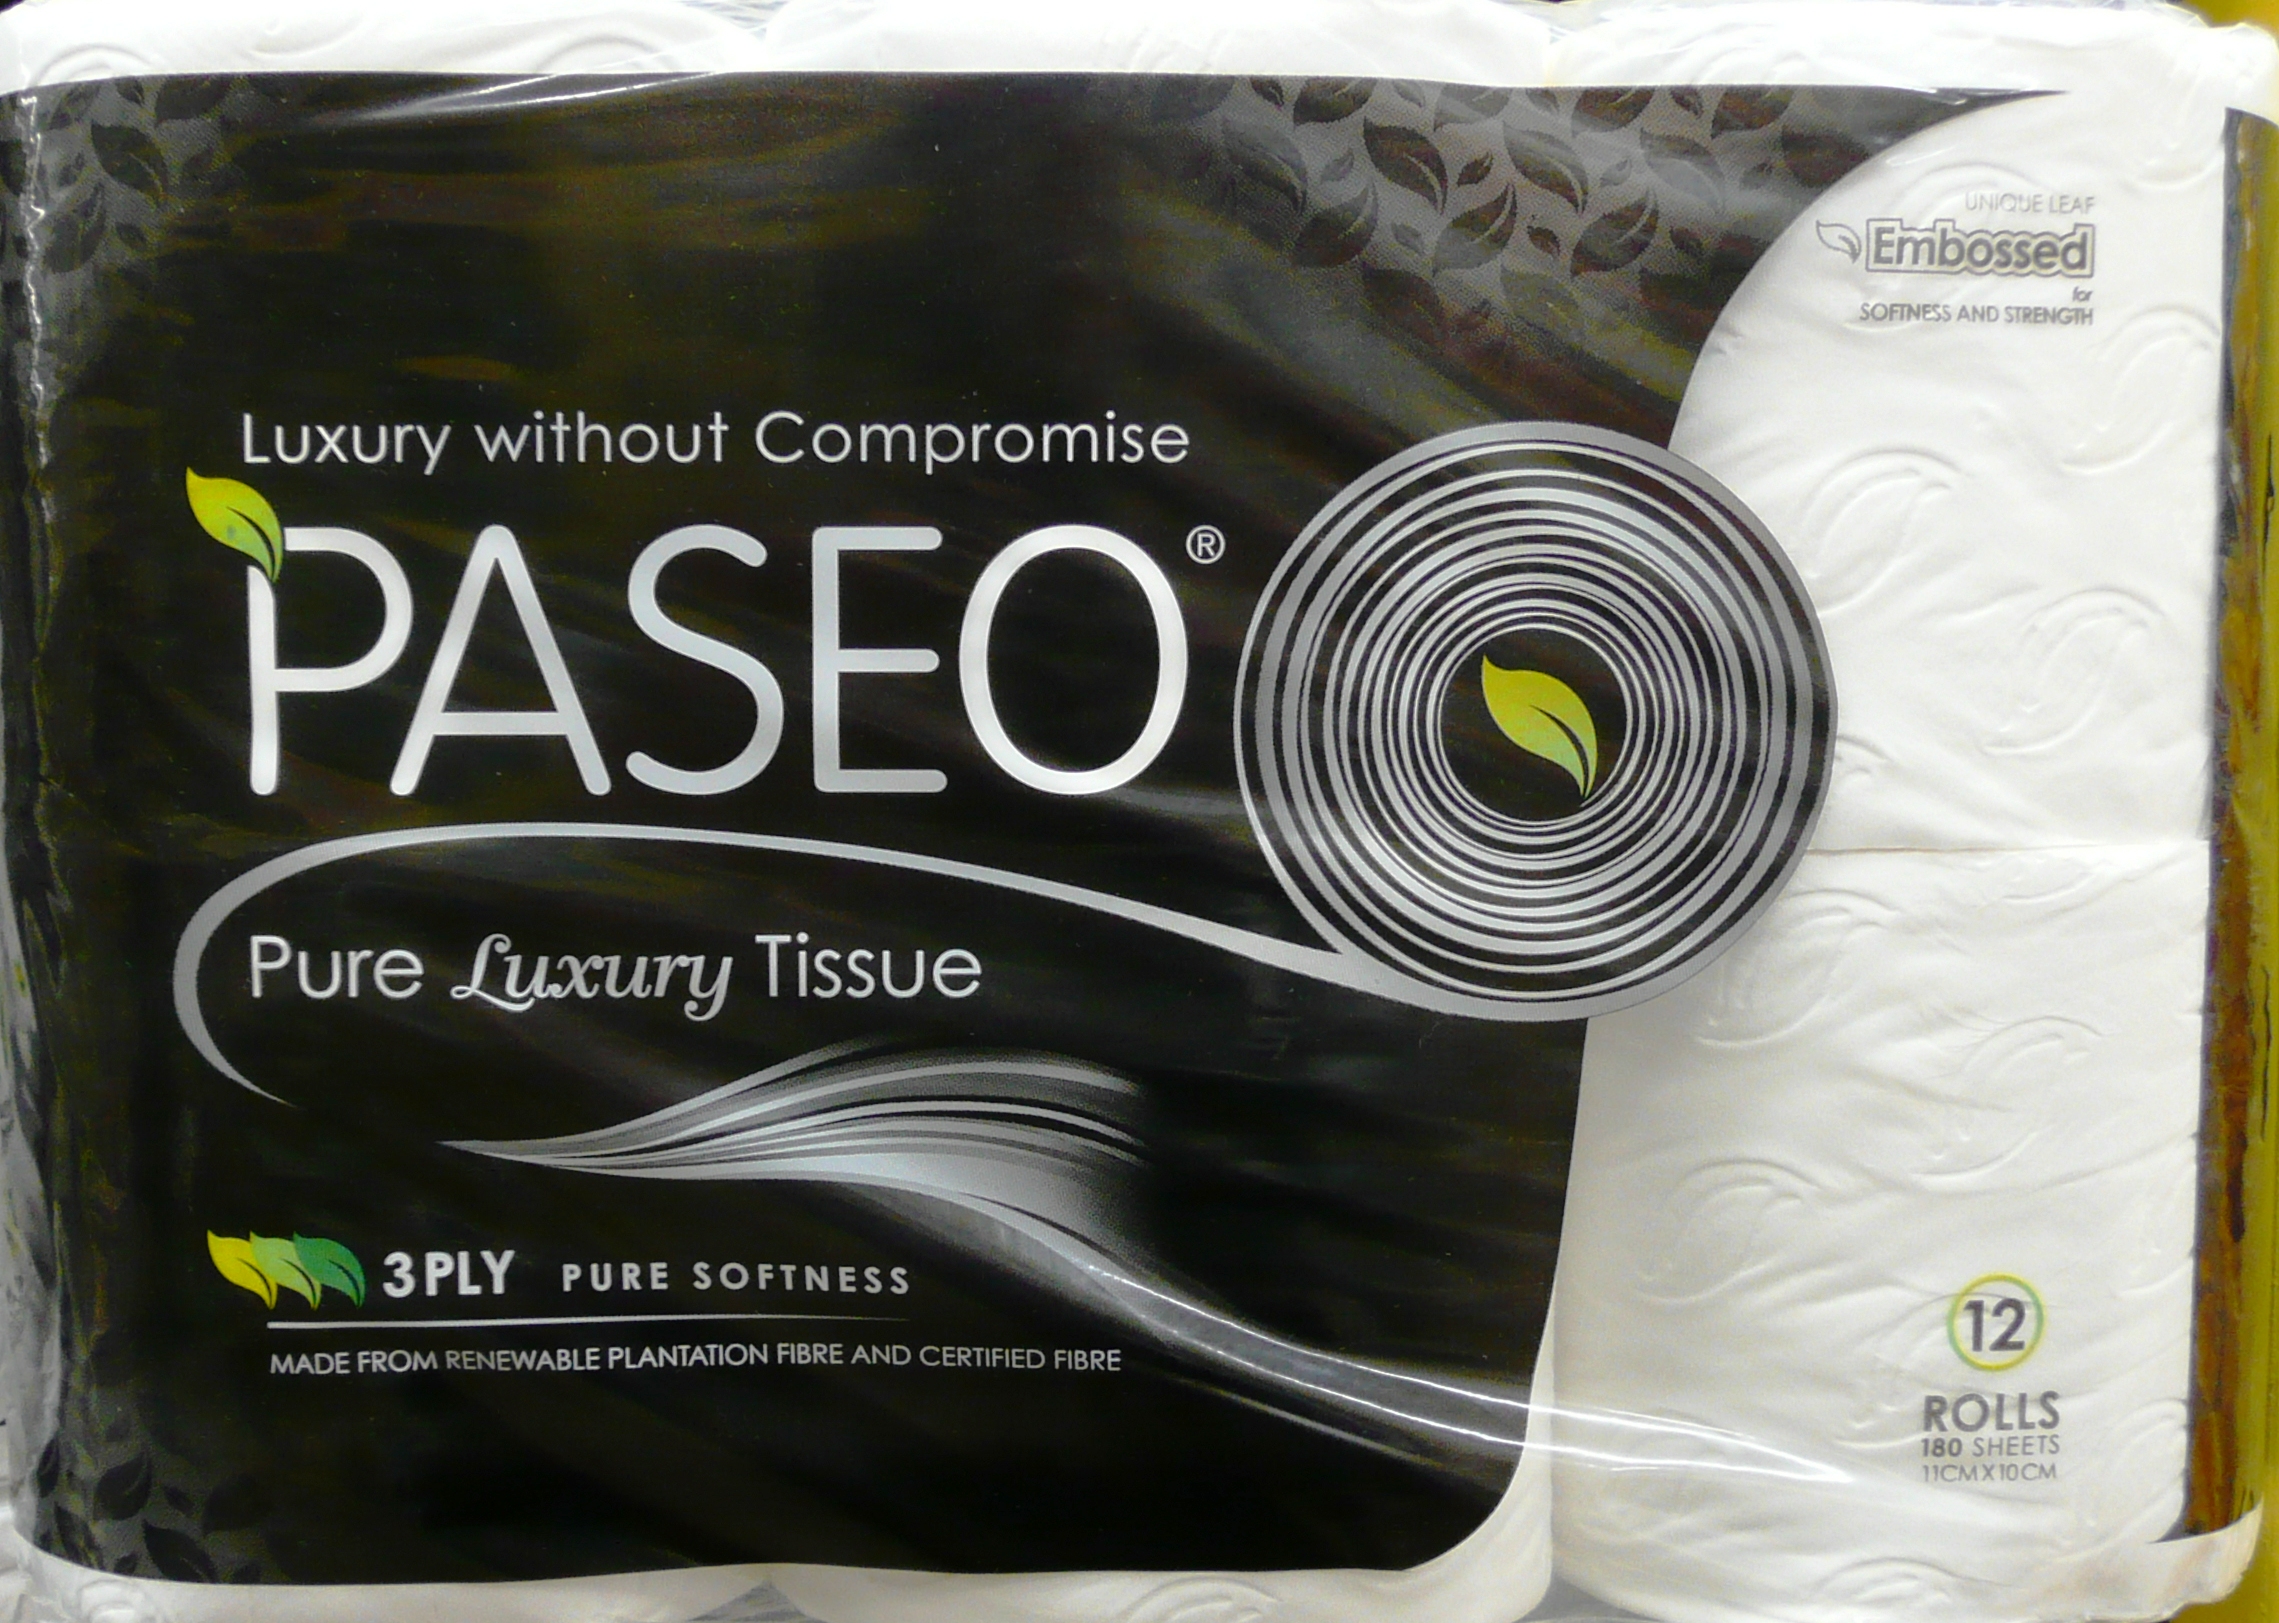 UNIQUE LEAF
Embossed
for
SOFTNESS AND STRENGTH
Luxury without Compromise
PASEO®
Pure Luxury Tissue
3PLY PURE SOFTNESS
MADE FROM RENEWABLE PLANTATION FIBRE AND CERTIFIED FIBRE
12
ROLLS
180 SHEETS
11CM X 10CM